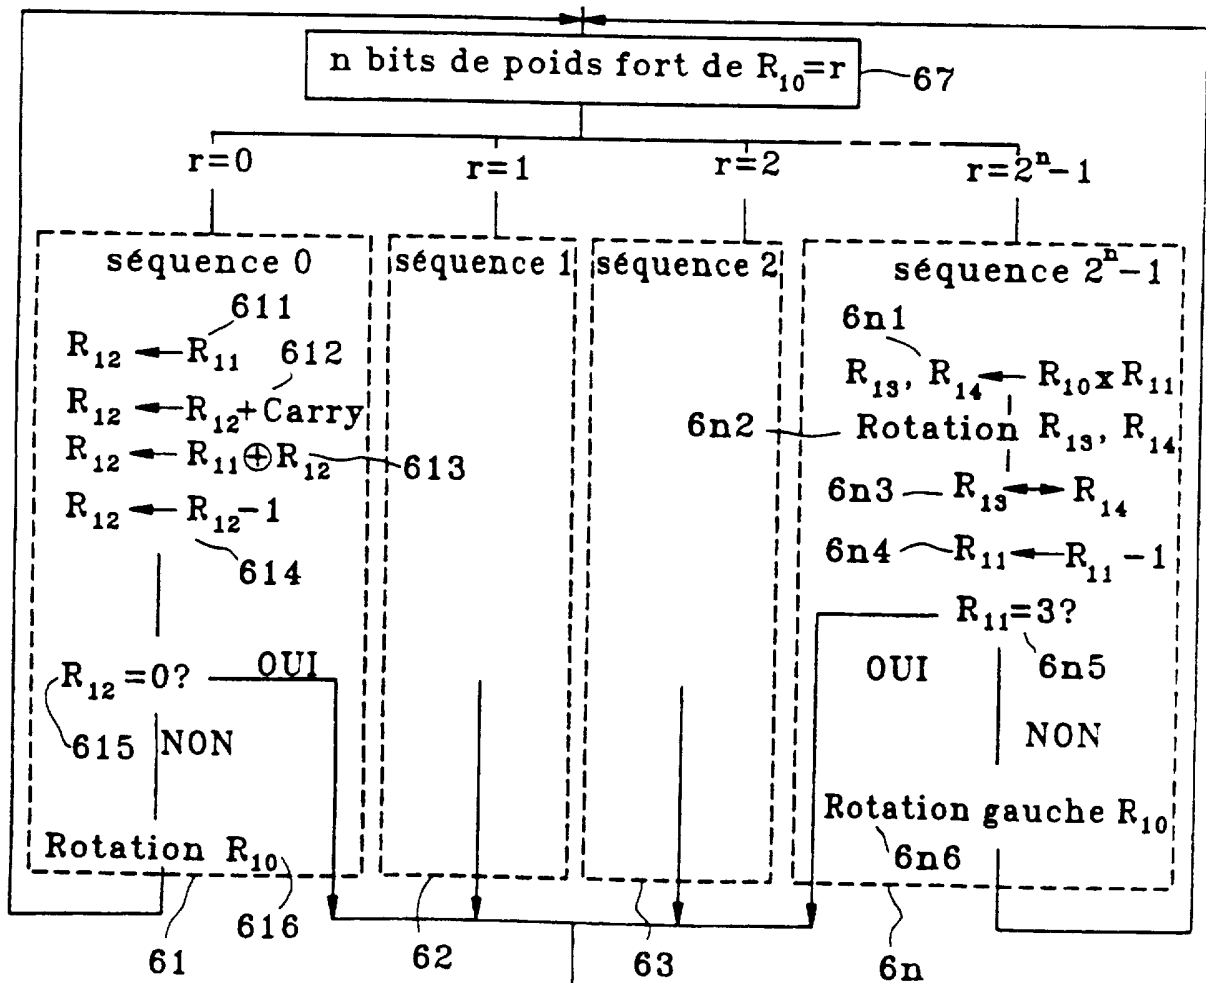 n bits de poids fort de R₁₀=r
67
r=0
r=1
r=2
r=2ⁿ-1
séquence 0
séquence 1
séquence 2
séquence 2ⁿ-1
611
R₁₂ ← R₁₁
612
R₁₂ ← R₁₂+Carry
R₁₂ ← R₁₁⊕R₁₂
613
R₁₂ ← R₁₂-1
614
R₁₂=0?
OUI
615
NON
Rotation R₁₀
616
61
62
63
6n1
R₁₃, R₁₄ ← R₁₀xR₁₁
6n2
Rotation R₁₃, R₁₄
6n3
R₁₃ ↔ R₁₄
6n4
R₁₁ ← R₁₁-1
R₁₁=3?
OUI
6n5
NON
Rotation gauche R₁₀
6n6
6n